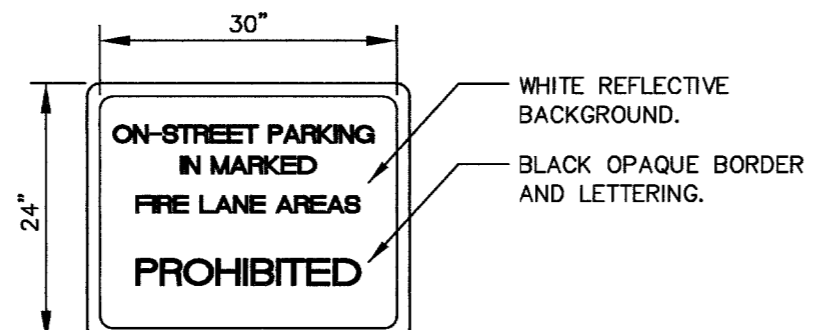 30"
24"
ON-STREET PARKING
IN MARKED
FIRE LANE AREAS
PROHIBITED
WHITE REFLECTIVE
BACKGROUND.
BLACK OPAQUE BORDER
AND LETTERING.